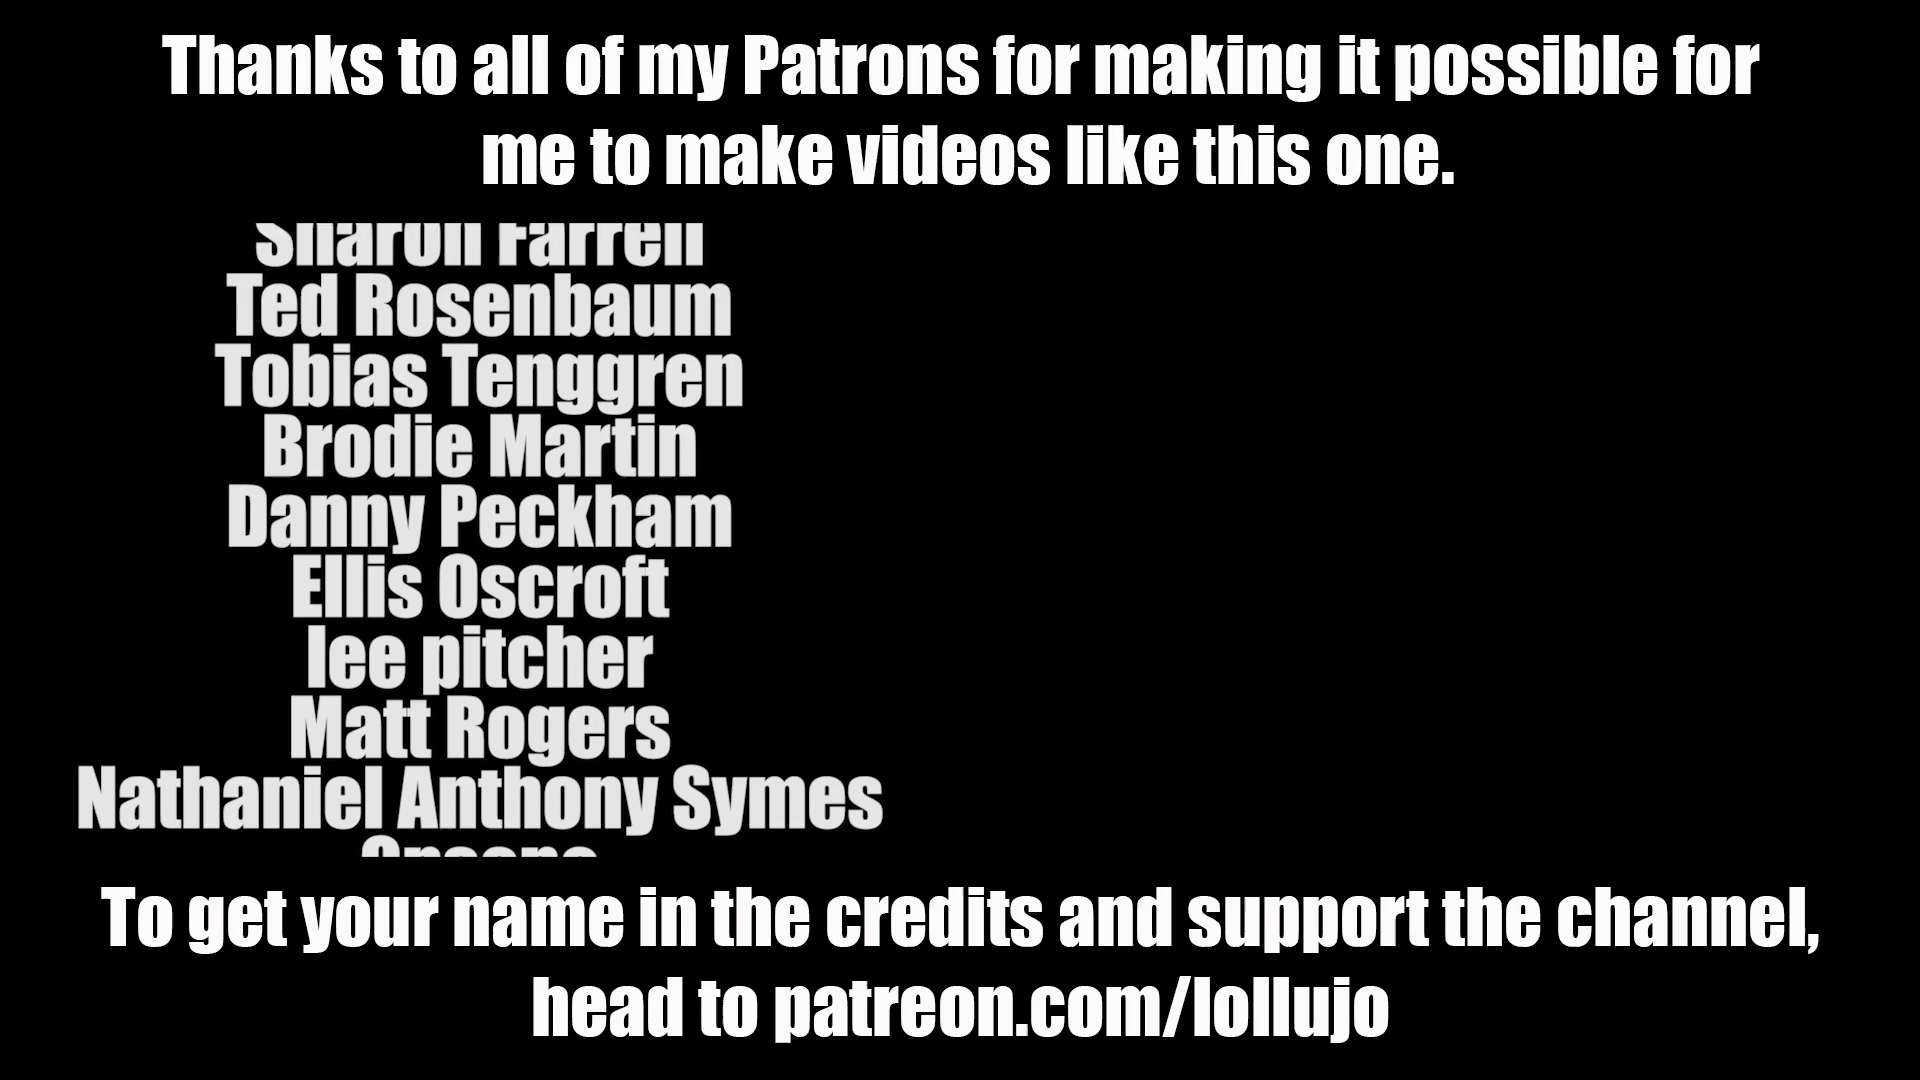 Thanks to all of my Patrons for making it possible for
me to make videos like this one.
Sharon Farrell
Ted Rosenbaum
Tobias Tenggren
Brodie Martin
Danny Peckham
Ellis Oscroft
lee pitcher
Matt Rogers
Nathaniel Anthony Symes
To get your name in the credits and support the channel,
head to patreon.com/lollujo